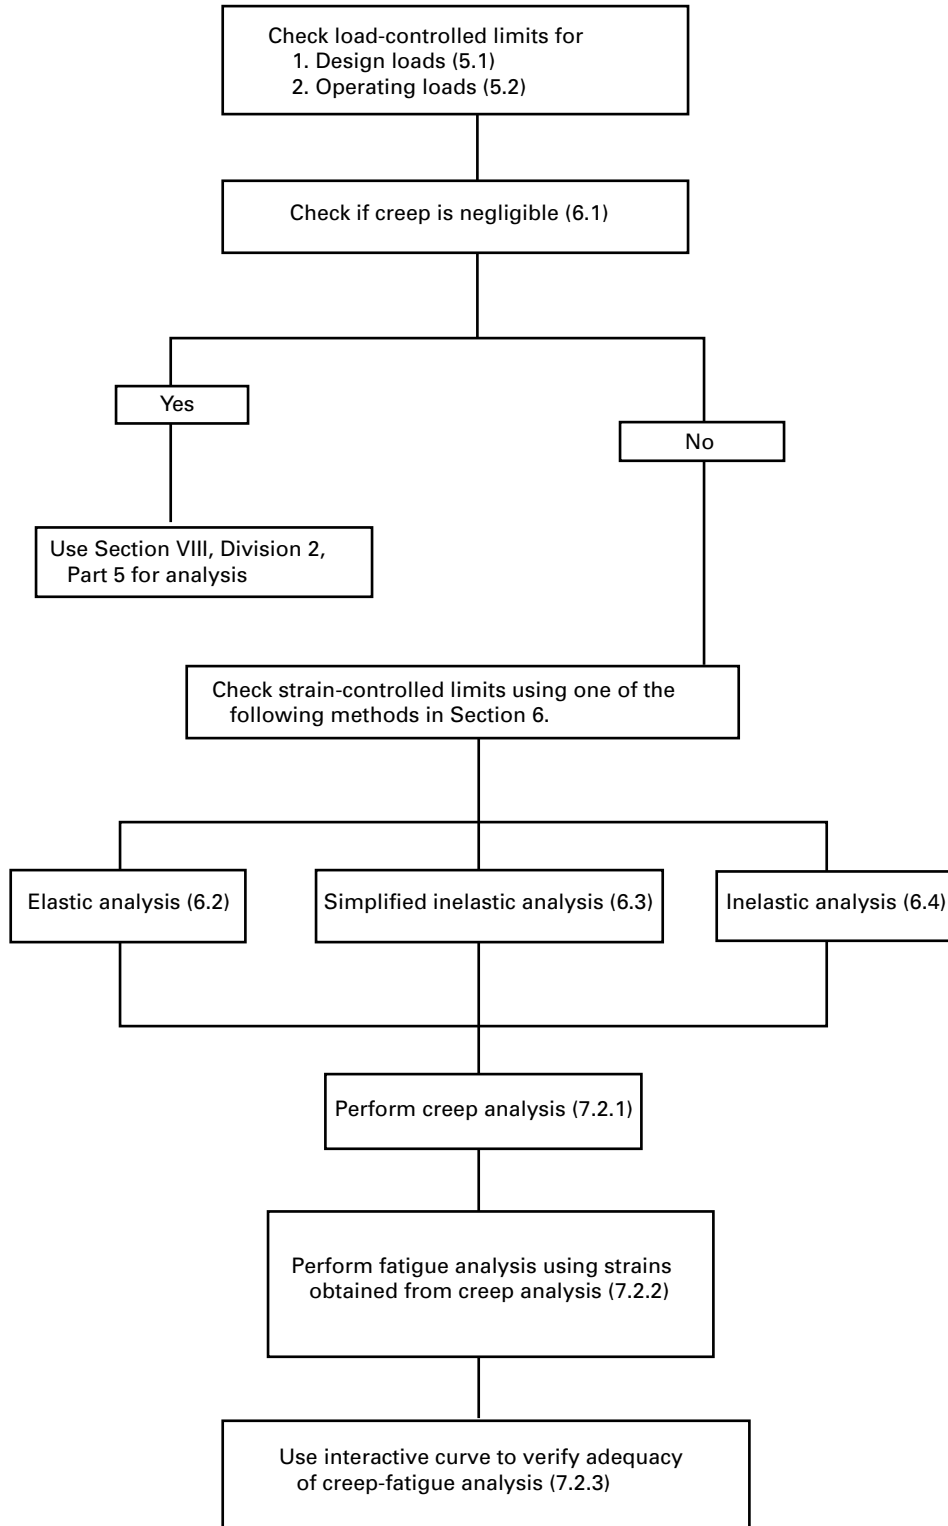 Check load-controlled limits for
1. Design loads (5.1)
2. Operating loads (5.2)
Check if creep is negligible (6.1)
Yes
No
Use Section VIII, Division 2,
Part 5 for analysis
Check strain-controlled limits using one of the
following methods in Section 6.
Elastic analysis (6.2)
Simplified inelastic analysis (6.3)
Inelastic analysis (6.4)
Perform creep analysis (7.2.1)
Perform fatigue analysis using strains
obtained from creep analysis (7.2.2)
Use interactive curve to verify adequacy
of creep-fatigue analysis (7.2.3)